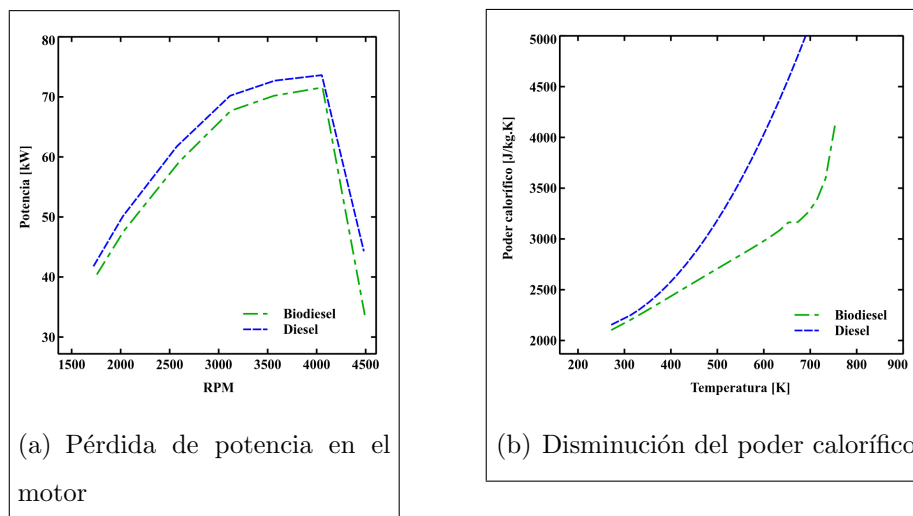 80
70
60
50
40
30
Potencia [kW]
Biodiesel
Diesel
1500 2000 2500 3000 3500 4000 4500
RPM
(a) Pérdida de potencia en el
motor
5000
4500
4000
3500
3000
2500
2000
Poder calorífico [J/kg.K]
Biodiesel
Diesel
200 300 400 500 600 700 800 900
Temperatura [K]
(b) Disminución del poder calorífico